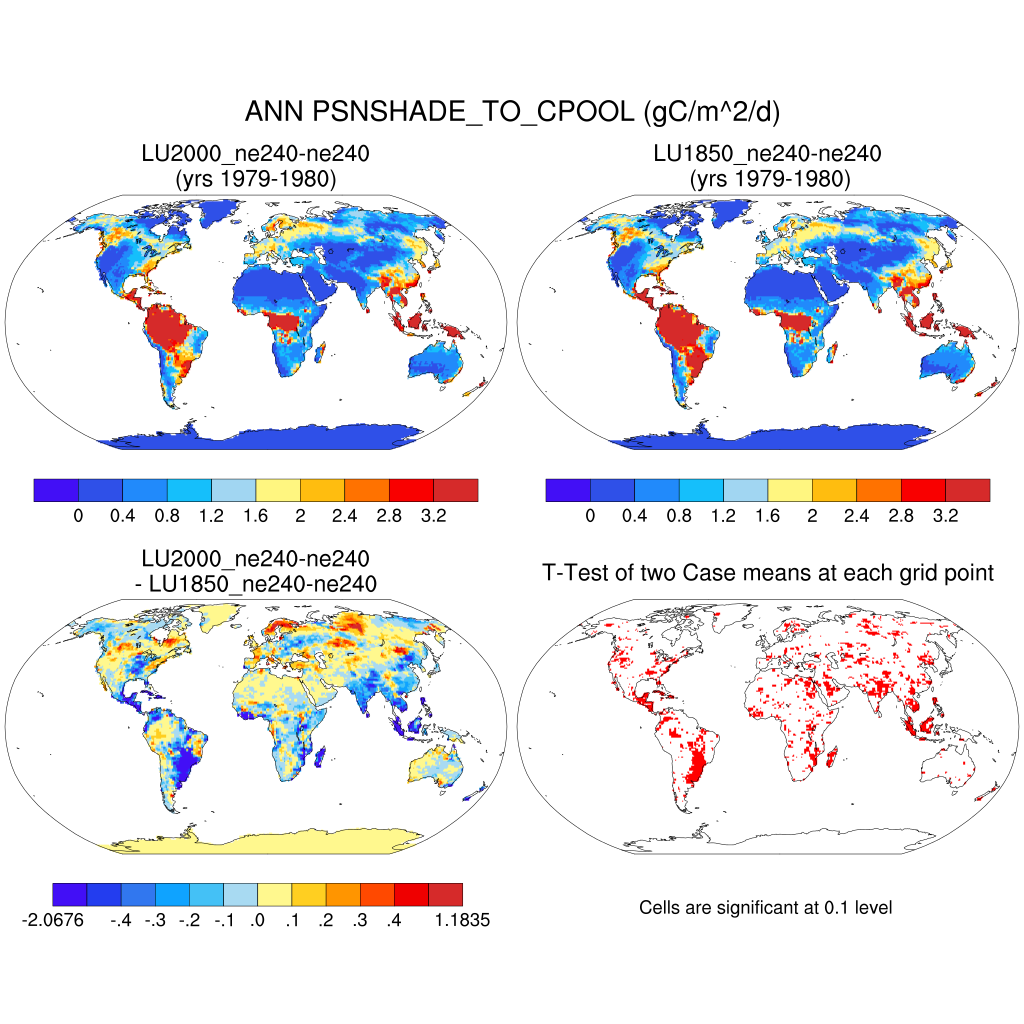 ANN PSNSHADE_TO_CPOOL (gC/m^2/d)
LU2000_ne240-ne240
(yrs 1979-1980)
LU1850_ne240-ne240
(yrs 1979-1980)
0 0.4 0.8 1.2 1.6 2 2.4 2.8 3.2
0 0.4 0.8 1.2 1.6 2 2.4 2.8 3.2
LU2000_ne240-ne240
- LU1850_ne240-ne240
T-Test of two Case means at each grid point
-2.0676 -.4 -.3 -.2 -.1 .0 .1 .2 .3 .4 1.1835
Cells are significant at 0.1 level